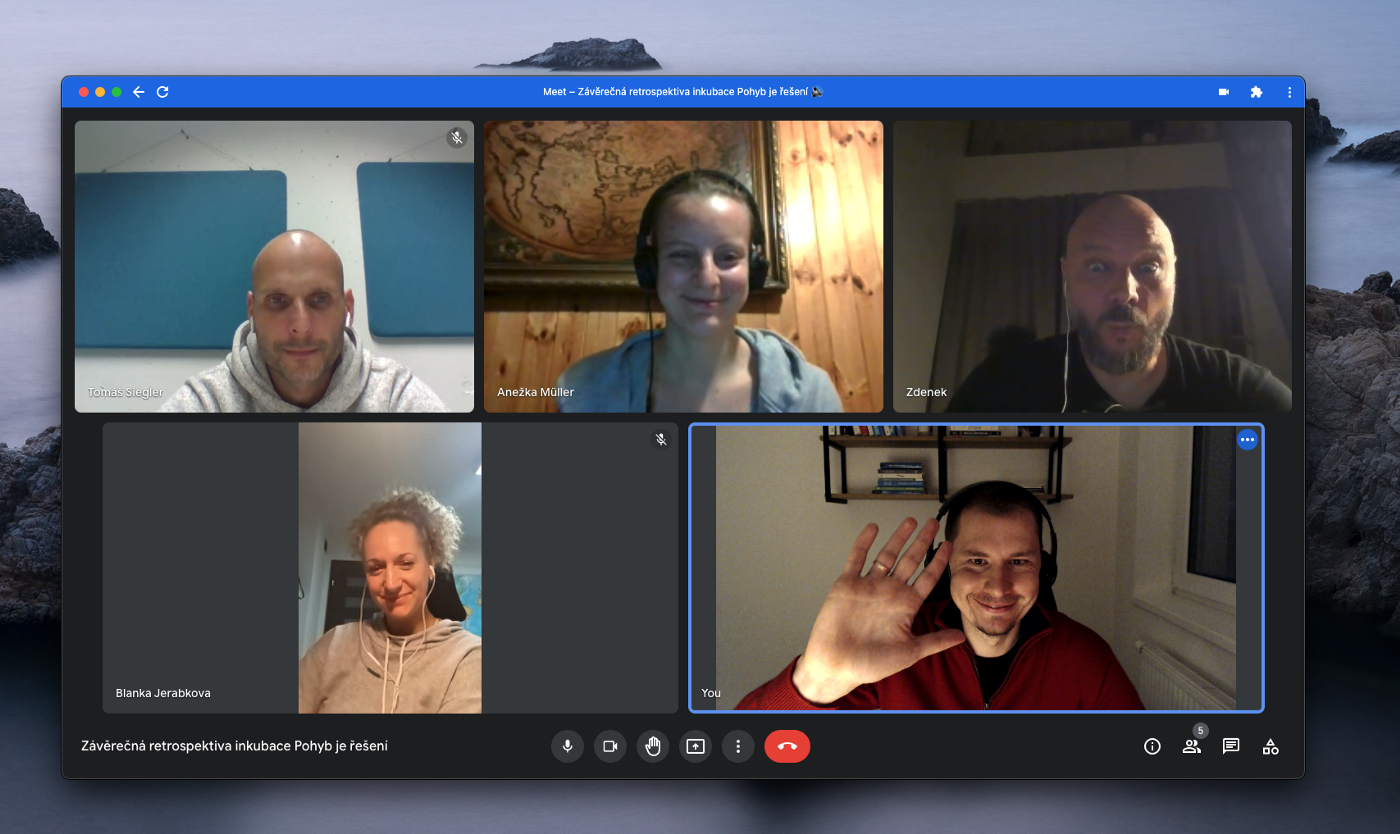 Meet – Závěrečná retrospektiva inkubace Pohyb je řešení
Tomáš Siegler
Anežka Müller
Zdenek
Blanka Jerabkova
You
Závěrečná retrospektiva inkubace Pohyb je řešení
5